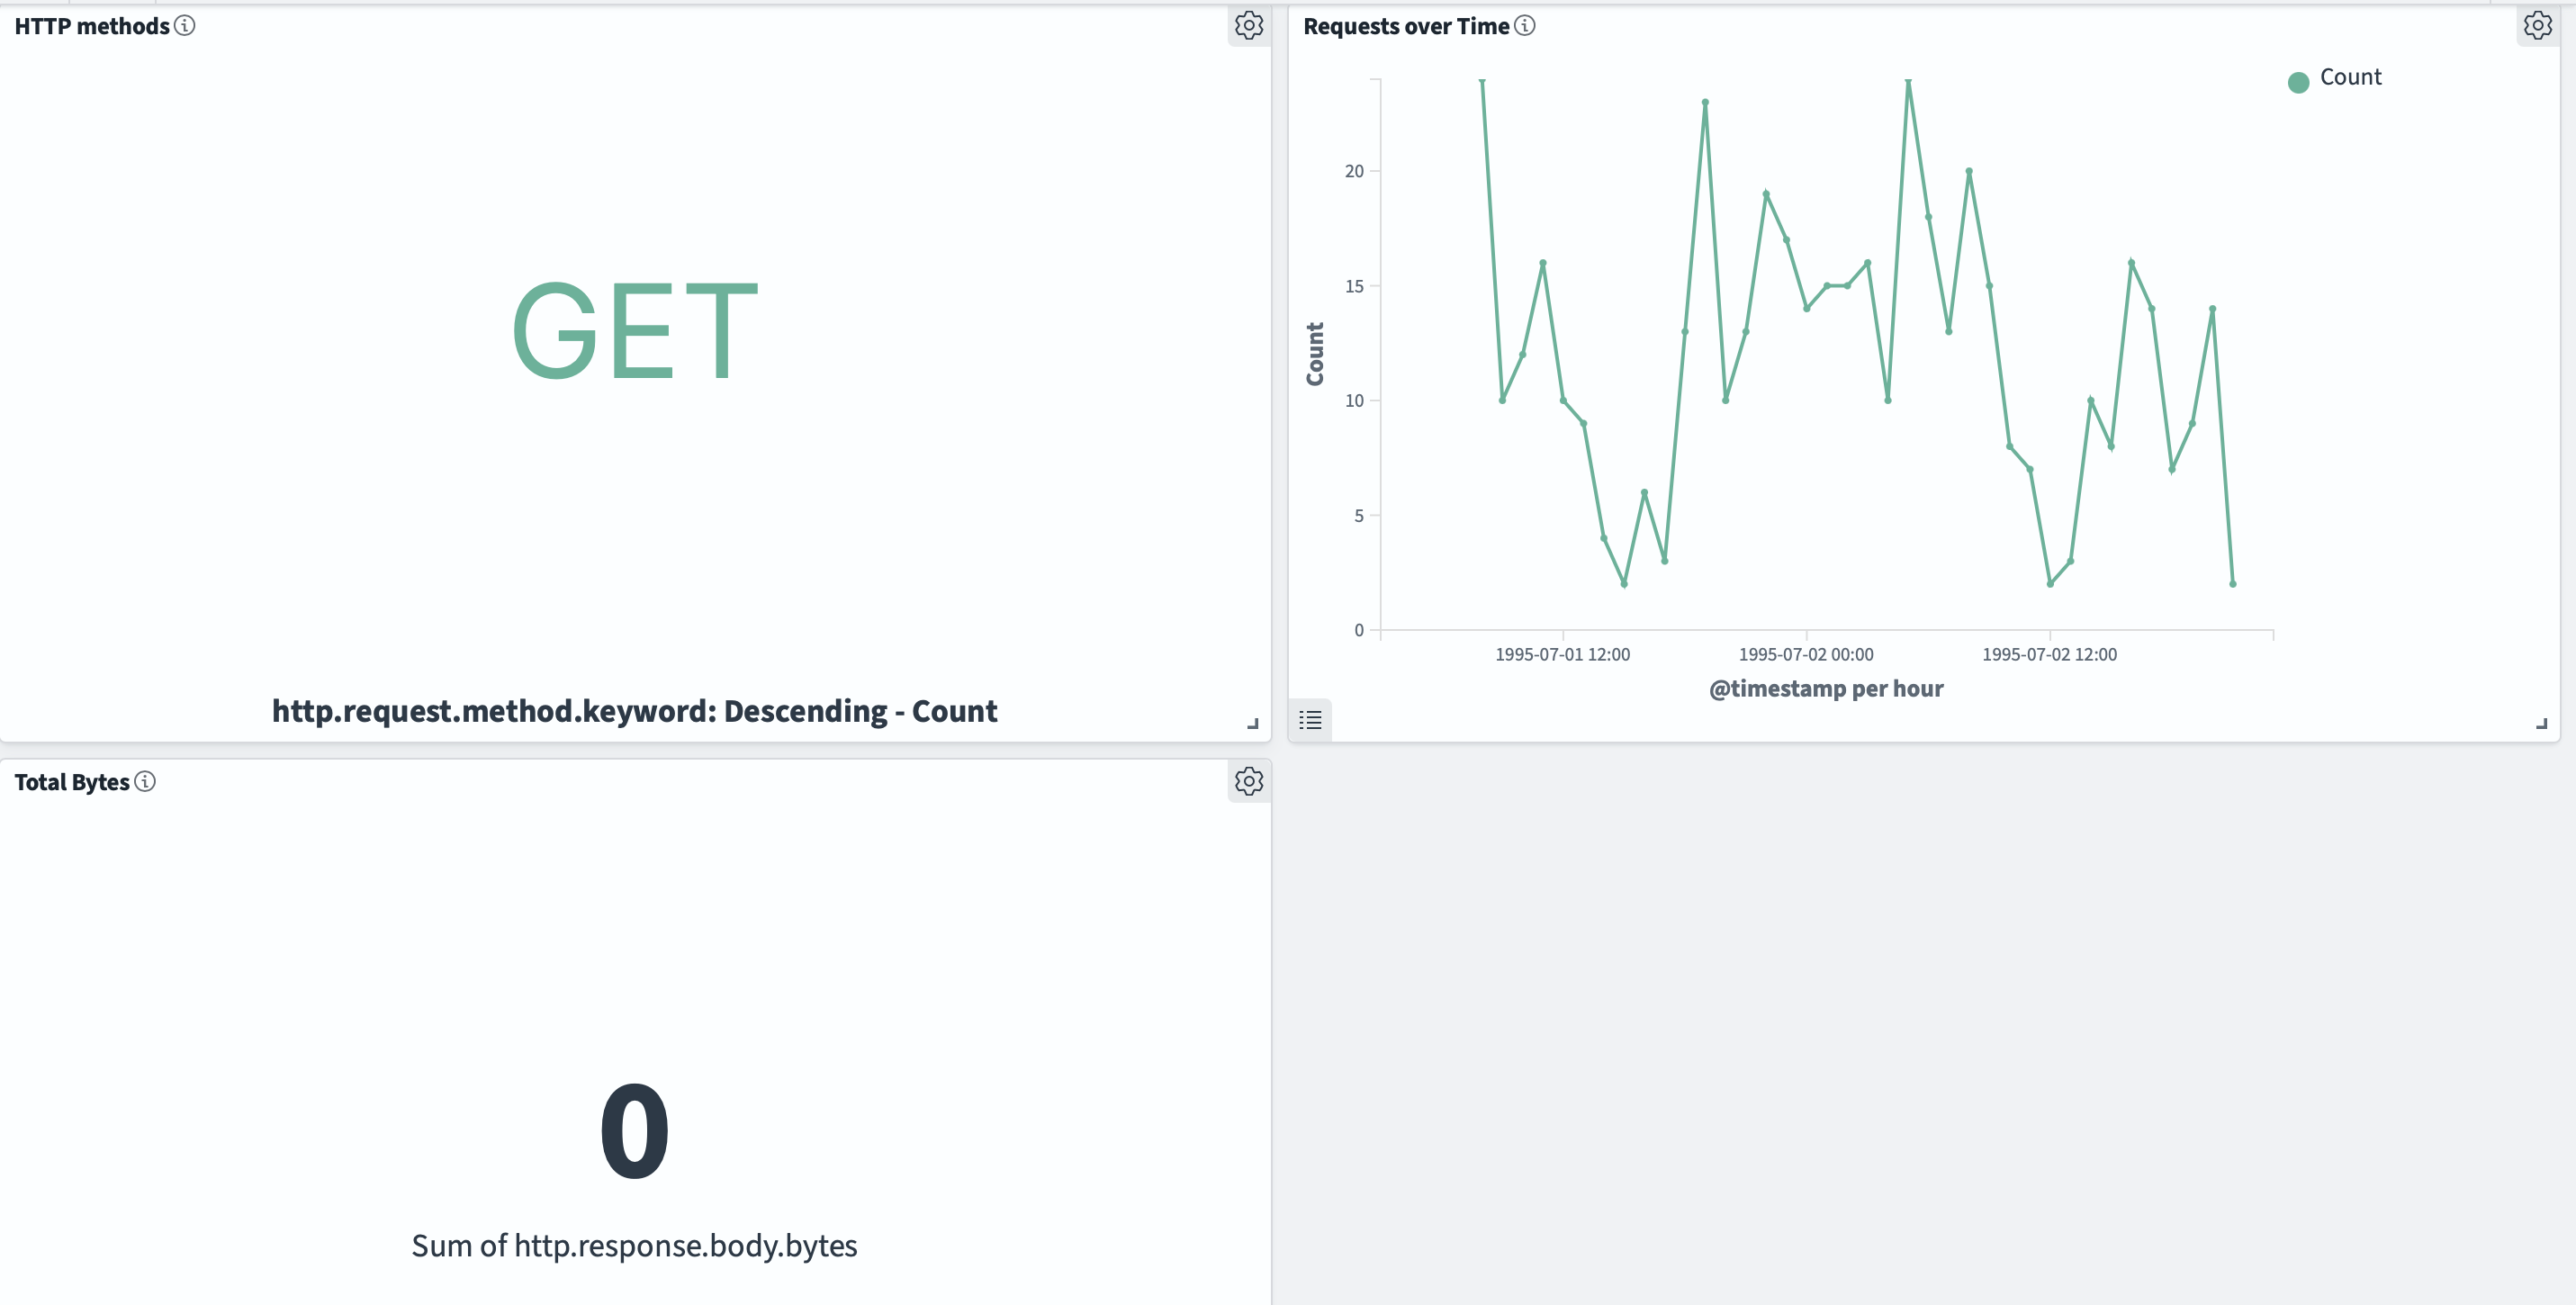 HTTP methods
GET
http.request.method.keyword: Descending - Count
Requests over Time
Count
20
15
10
5
0
Count
1995-07-01 12:00
1995-07-02 00:00
1995-07-02 12:00
@timestamp per hour
Total Bytes
0
Sum of http.response.body.bytes